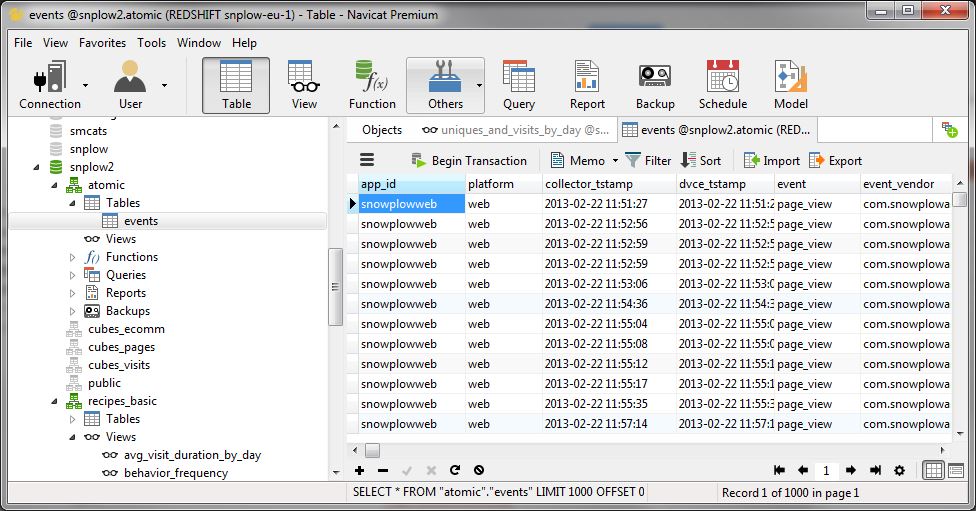 events @snplow2.atomic (REDSHIFT snplow-eu-1) - Table - Navicat Premium
File View Favorites Tools Window Help
Connection User Table View Function Others Query Report Backup Schedule Model
smcats
snplow
snplow2
atomic
Tables
events
Views
Functions
Queries
Reports
Backups
cubes_ecomm
cubes_pages
cubes_visits
public
recipes_basic
Tables
Views
avg_visit_duration_by_day
behavior_frequency
Objects uniques_and_visits_by_day @s... events @snplow2.atomic (RED...
Begin Transaction Memo Filter Sort Import Export
app_id platform collector_tstamp dvce_tstamp event event_vendor
snowplowweb web 2013-02-22 11:51:27 2013-02-22 11:51:2 page_view com.snowplowa
snowplowweb web 2013-02-22 11:52:56 2013-02-22 11:52:5 page_view com.snowplowa
snowplowweb web 2013-02-22 11:52:59 2013-02-22 11:52:5 page_view com.snowplowa
snowplowweb web 2013-02-22 11:52:59 2013-02-22 11:52:5 page_view com.snowplowa
snowplowweb web 2013-02-22 11:53:06 2013-02-22 11:53:0 page_view com.snowplowa
snowplowweb web 2013-02-22 11:54:36 2013-02-22 11:54:3 page_view com.snowplowa
snowplowweb web 2013-02-22 11:55:04 2013-02-22 11:55:0 page_view com.snowplowa
snowplowweb web 2013-02-22 11:55:08 2013-02-22 11:55:0 page_view com.snowplowa
snowplowweb web 2013-02-22 11:55:12 2013-02-22 11:55:1 page_view com.snowplowa
snowplowweb web 2013-02-22 11:55:17 2013-02-22 11:55:1 page_view com.snowplowa
snowplowweb web 2013-02-22 11:55:35 2013-02-22 11:55:3 page_view com.snowplowa
snowplowweb web 2013-02-22 11:57:14 2013-02-22 11:57:1 page_view com.snowplowa
1
SELECT * FROM "atomic"."events" LIMIT 1000 OFFSET 0 Record 1 of 1000 in page 1